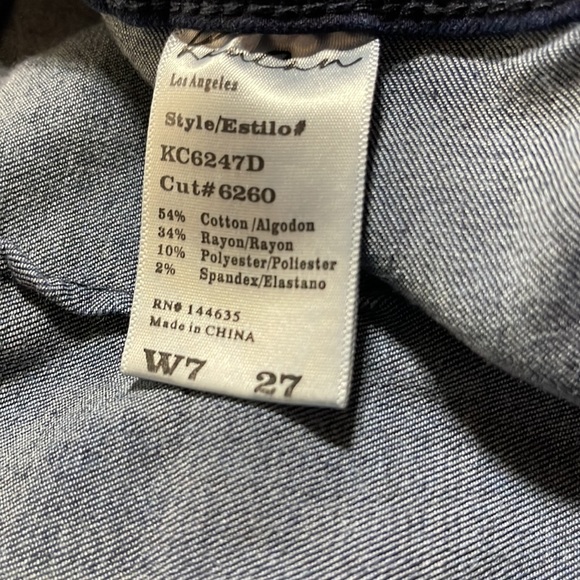 Kancan
Los Angeles
Style/Estilo#
KC6247D
Cut#6260
54% Cotton/Algodon
34% Rayon/Rayon
10% Polyester/Poliester
2% Spandex/Elastano
RN# 144635
Made in CHINA
W7 27